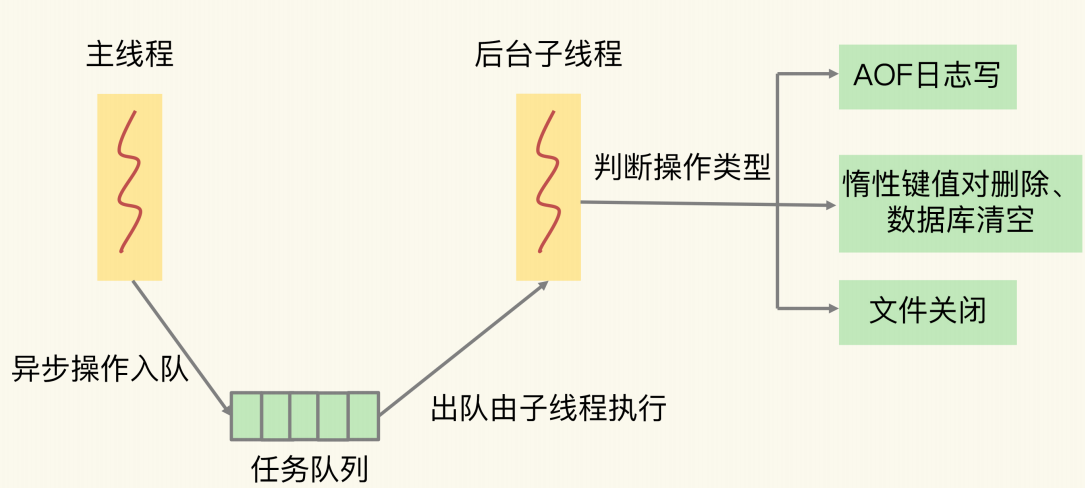 主线程
后台子线程
AOF日志写
判断操作类型
惰性键值对删除、
数据库清空
文件关闭
异步操作入队
出队由子线程执行
任务队列